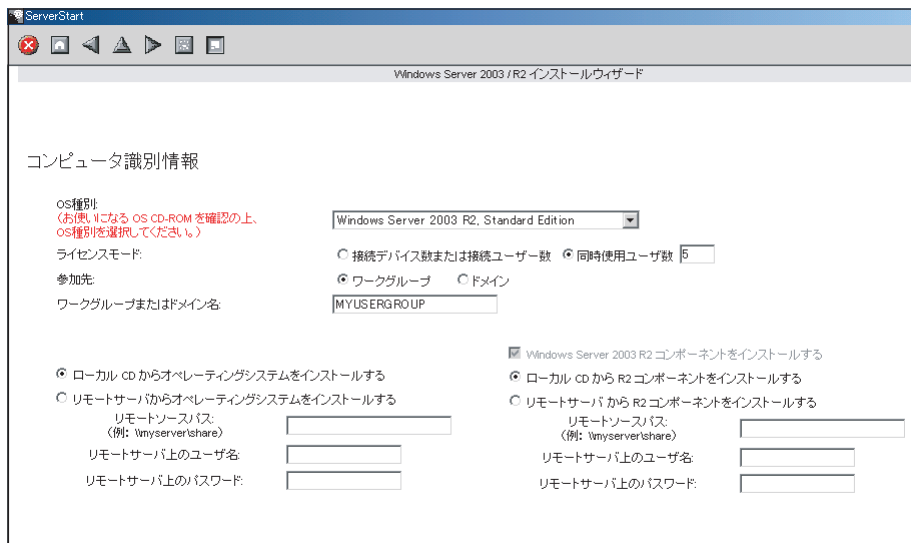 ServerStart
Windows Server 2003 / R2 インストールウィザード
コンピュータ識別情報
OS種別:
(お使いになる OS CD-ROM を確認の上、
OS種別を選択してください。)
Windows Server 2003 R2, Standard Edition
ライセンスモード:
接続デバイス数または接続ユーザー数 同時使用ユーザ数 5
参加先:
ワークグループ ドメイン
ワークグループまたはドメイン名:
MYUSERGROUP
ローカル CD からオペレーティングシステムをインストールする
リモートサーバからオペレーティングシステムをインストールする
リモートソースパス:
(例: \\myserver\share)
リモートサーバ上のユーザ名:
リモートサーバ上のパスワード:
Windows Server 2003 R2 コンポーネントをインストールする
ローカル CD から R2 コンポーネントをインストールする
リモートサーバ から R2 コンポーネントをインストールする
リモートソースパス:
(例: \\myserver\share)
リモートサーバ上のユーザ名:
リモートサーバ上のパスワード: